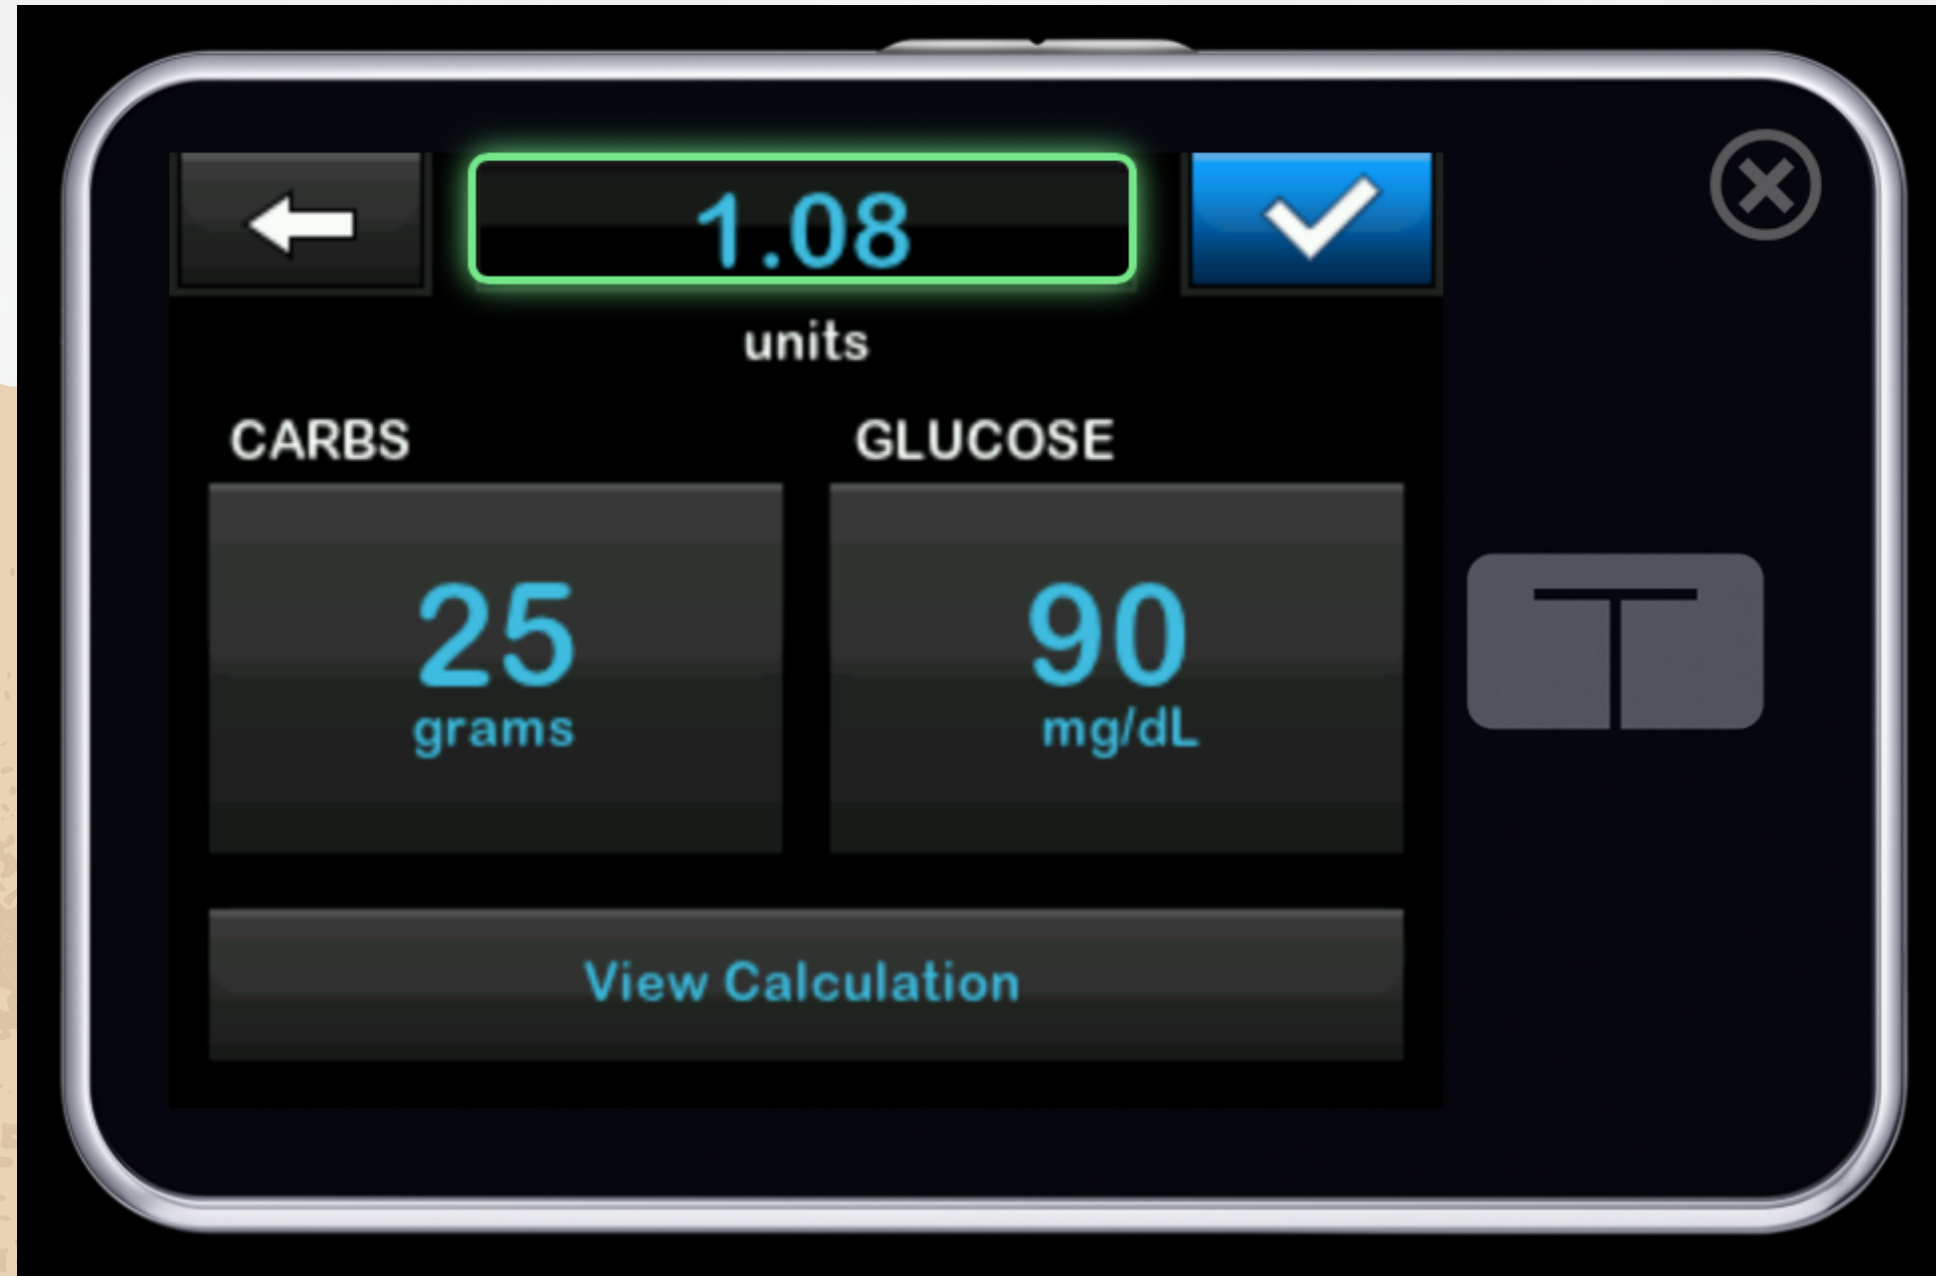 1.08
units
CARBS
GLUCOSE
25
grams
90
mg/dL
View Calculation